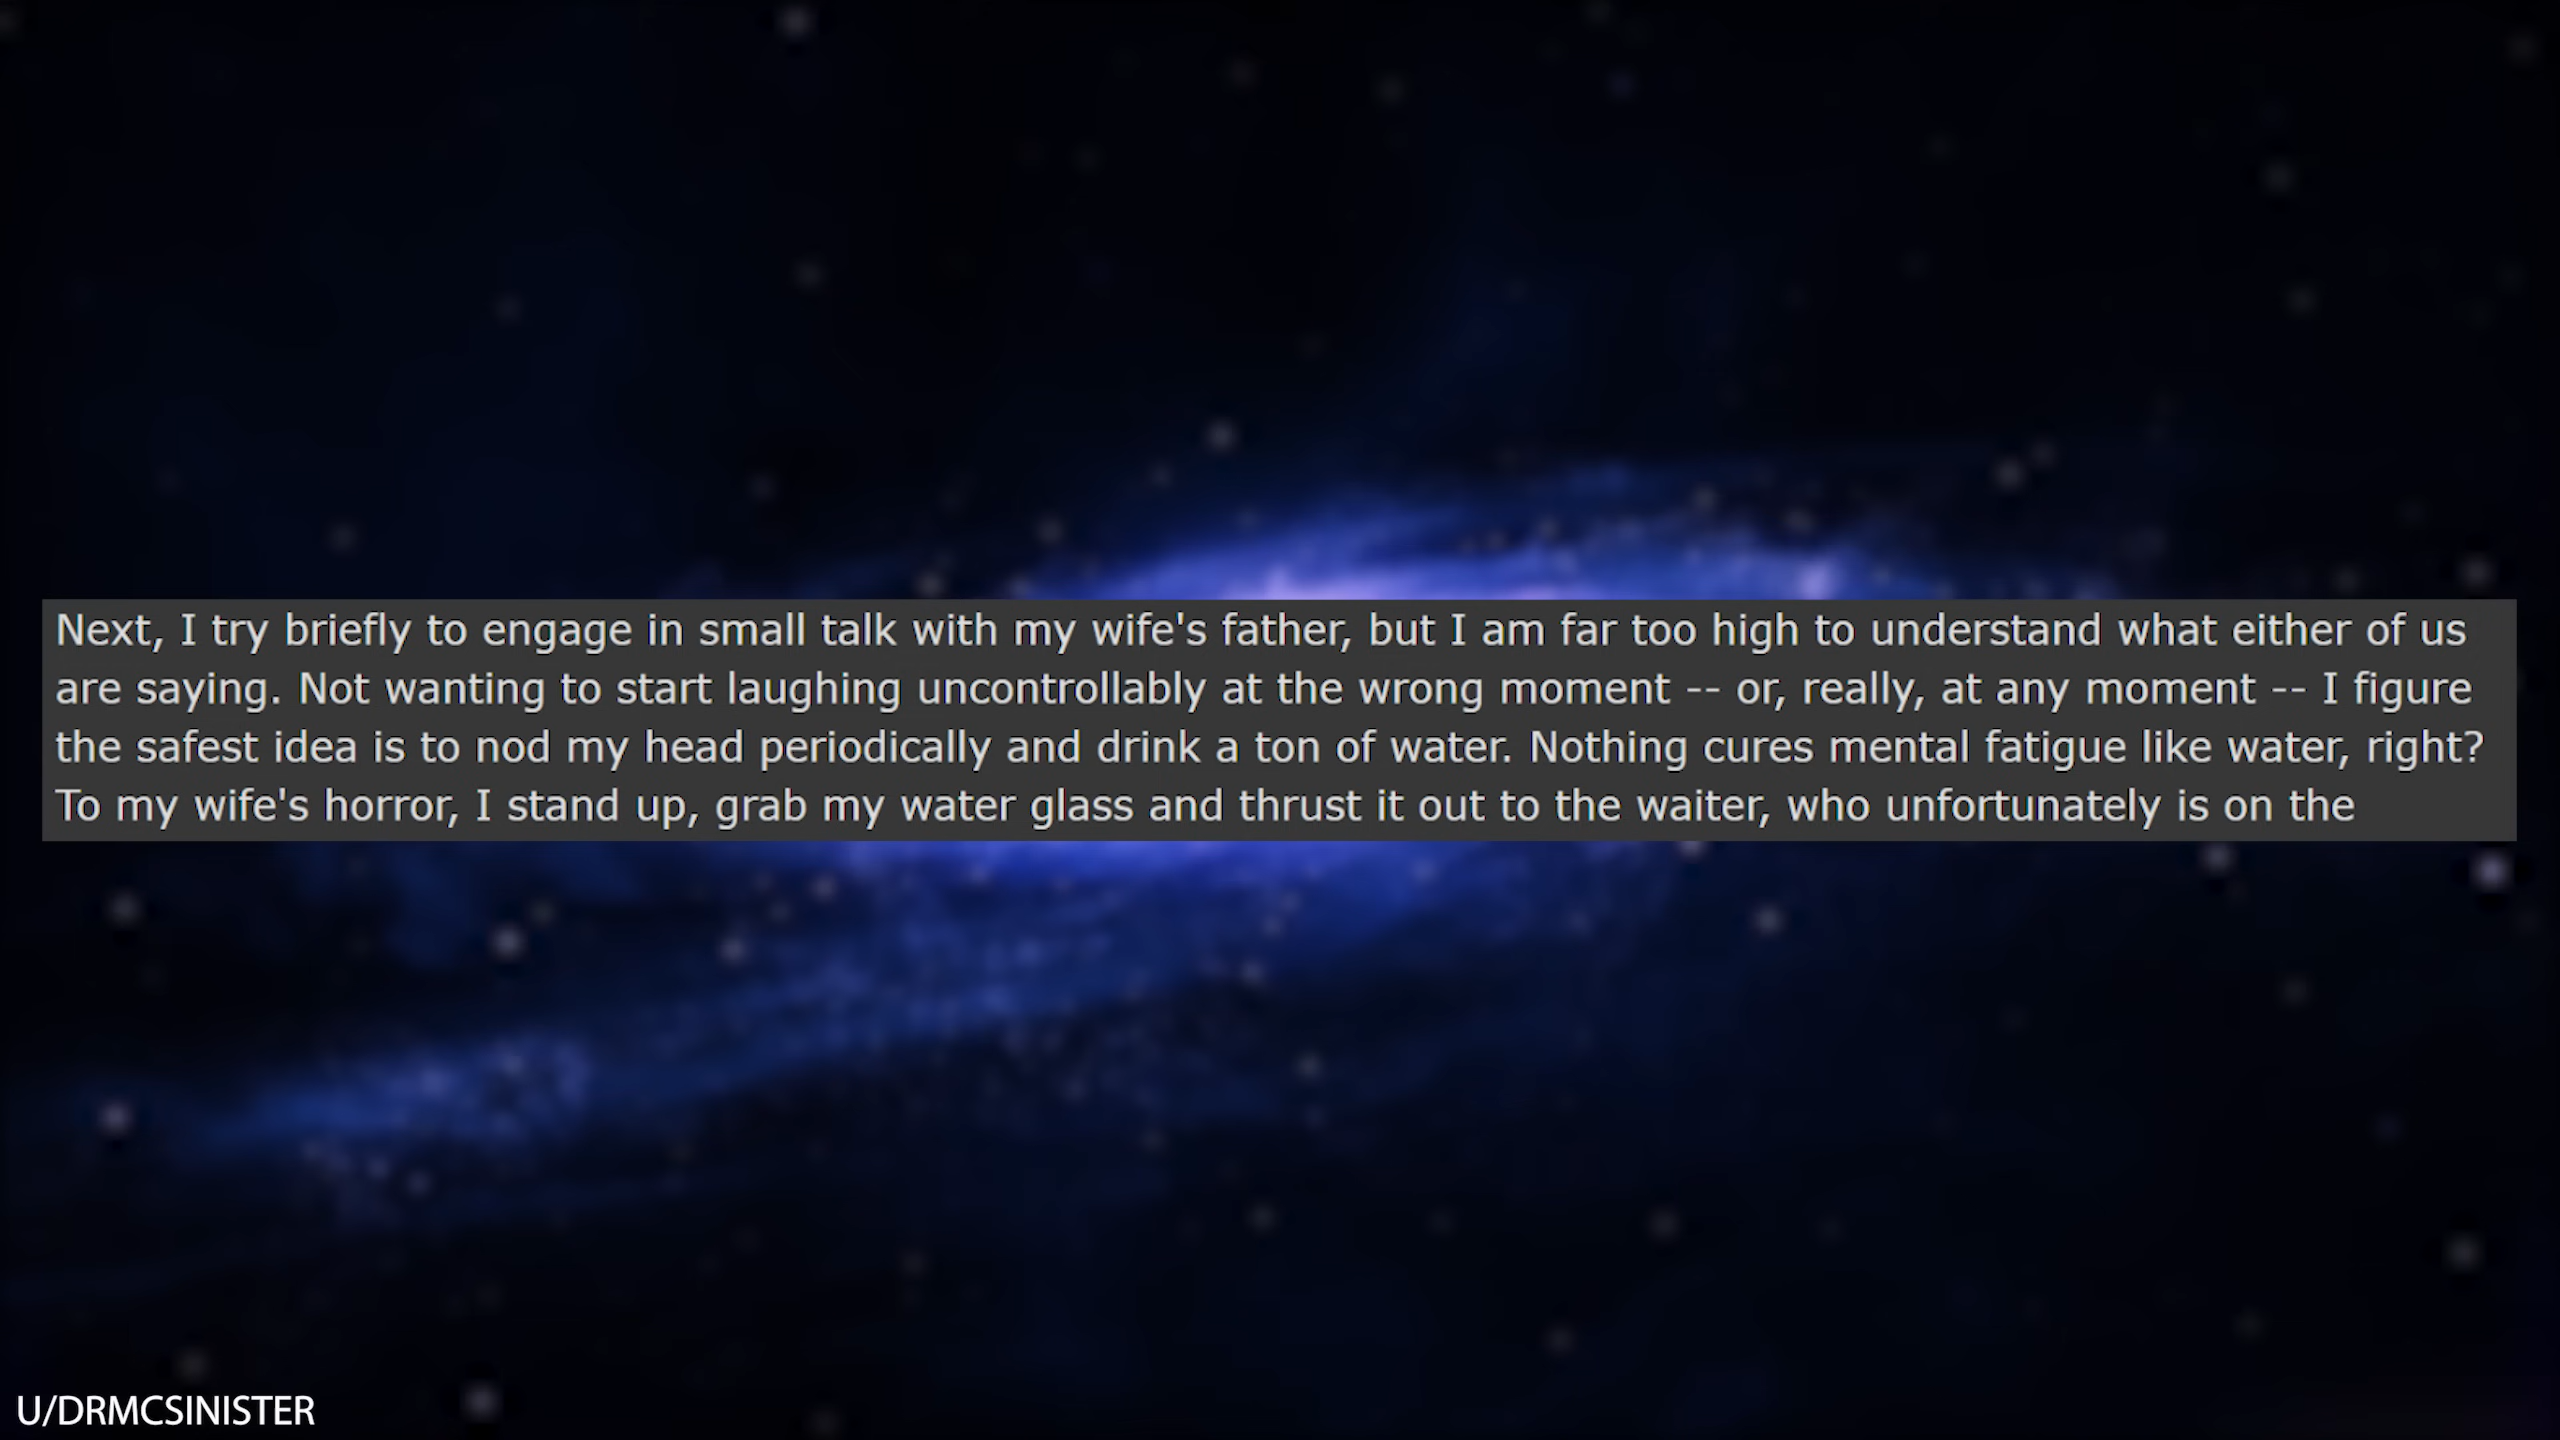 Next, I try briefly to engage in small talk with my wife's father, but I am far too high to understand what either of us
are saying. Not wanting to start laughing uncontrollably at the wrong moment -- or, really, at any moment -- I figure
the safest idea is to nod my head periodically and drink a ton of water. Nothing cures mental fatigue like water, right?
To my wife's horror, I stand up, grab my water glass and thrust it out to the waiter, who unfortunately is on the
U/DRMCSINISTER